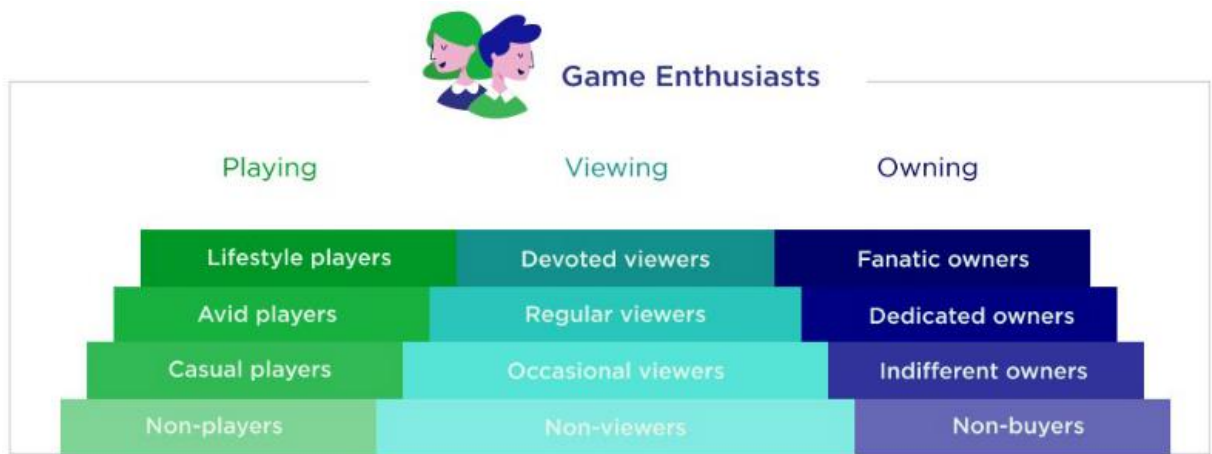 Game Enthusiasts
Playing Viewing Owning
Lifestyle players Devoted viewers Fanatic owners
Avid players Regular viewers Dedicated owners
Casual players Occasional viewers Indifferent owners
Non-players Non-viewers Non-buyers